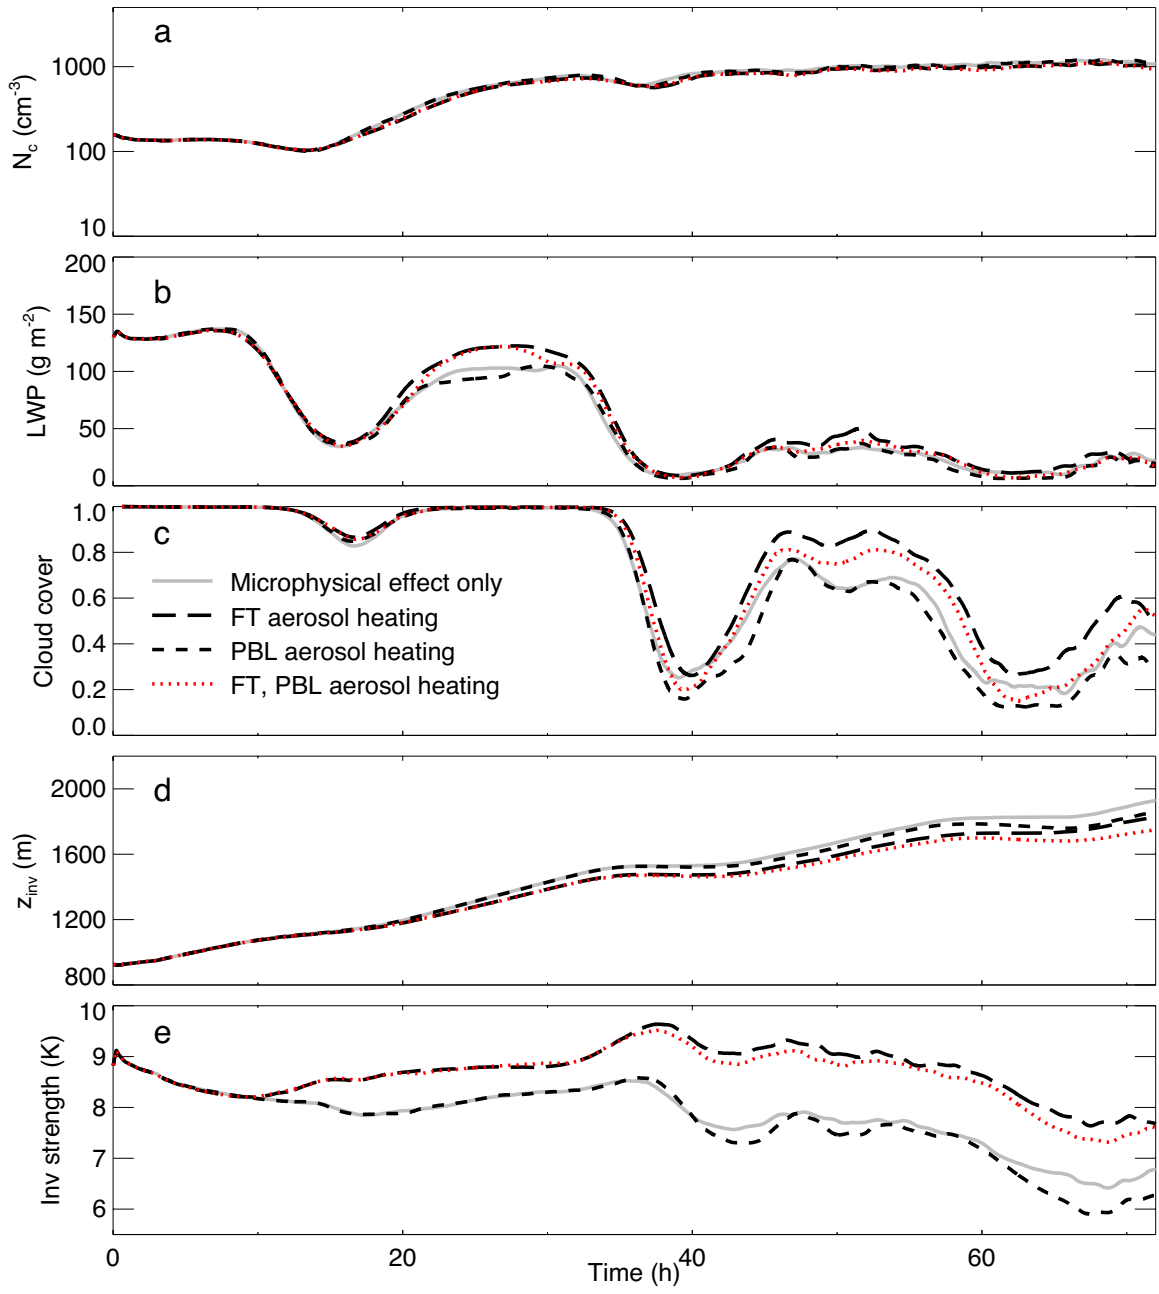 a
1000
100
10
N_c (cm^-3)
b
200
150
100
50
0
LWP (g m^-2)
c
1.0
0.8
0.6
0.4
0.2
0.0
Cloud cover
Microphysical effect only
FT aerosol heating
PBL aerosol heating
FT, PBL aerosol heating
d
2000
1600
1200
800
z_inv (m)
e
10
9
8
7
6
Inv strength (K)
0 20 40 60
Time (h)